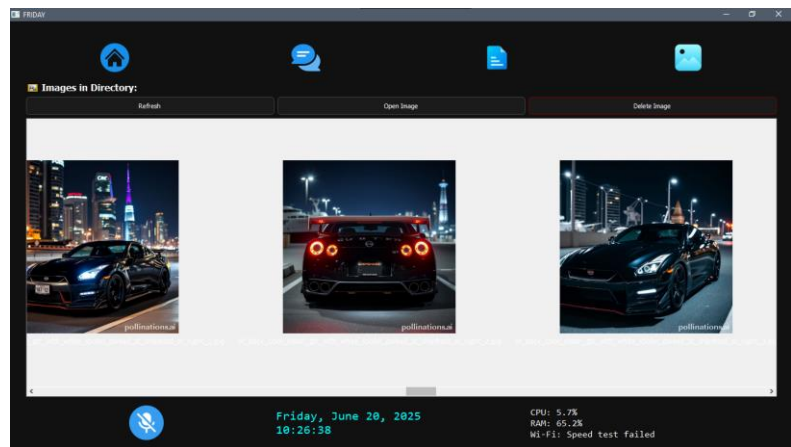 FRIDAY
Images in Directory:
Refresh
Open Image
Delete Image
pollinations.ai
pollinations.ai
pollinations.ai
Friday, June 20, 2025
10:26:38
CPU: 5.7%
RAM: 65.2%
Wi-Fi: Speed test failed